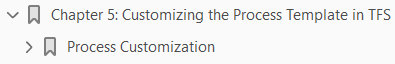 Chapter 5: Customizing the Process Template in TFS
Process Customization